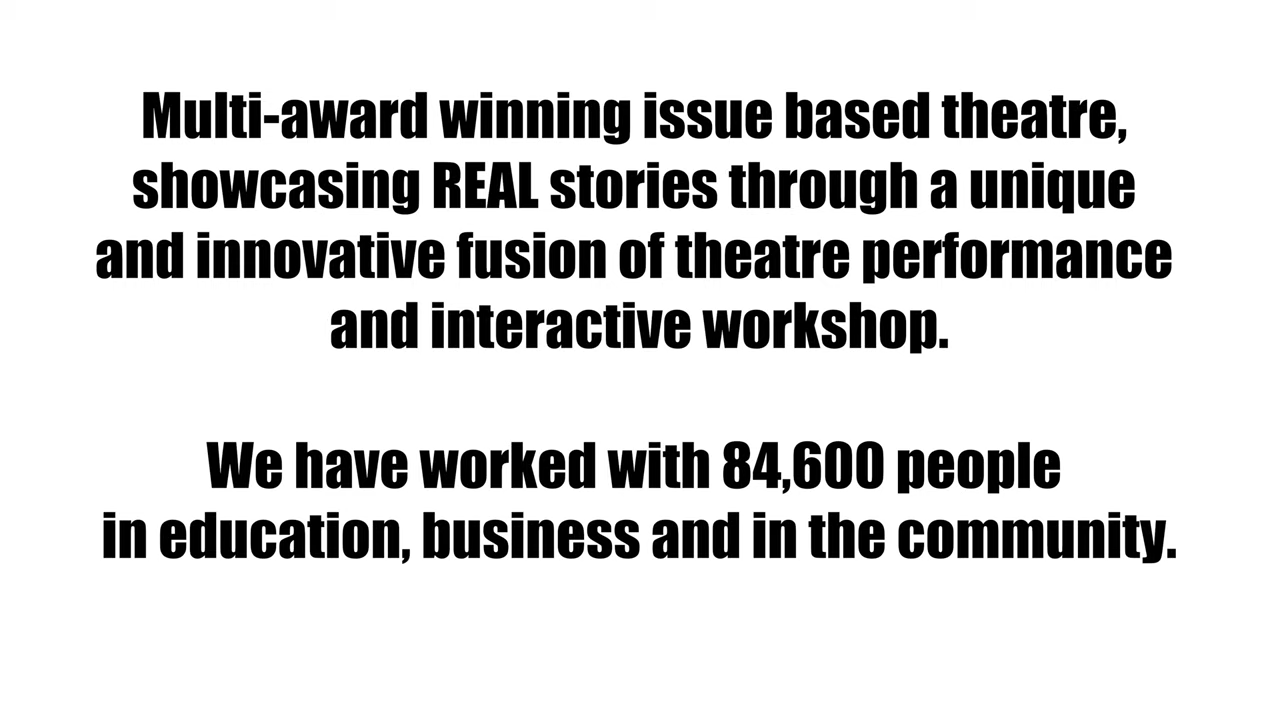 Multi-award winning issue based theatre,
showcasing REAL stories through a unique
and innovative fusion of theatre performance
and interactive workshop.
We have worked with 84,600 people
in education, business and in the community.